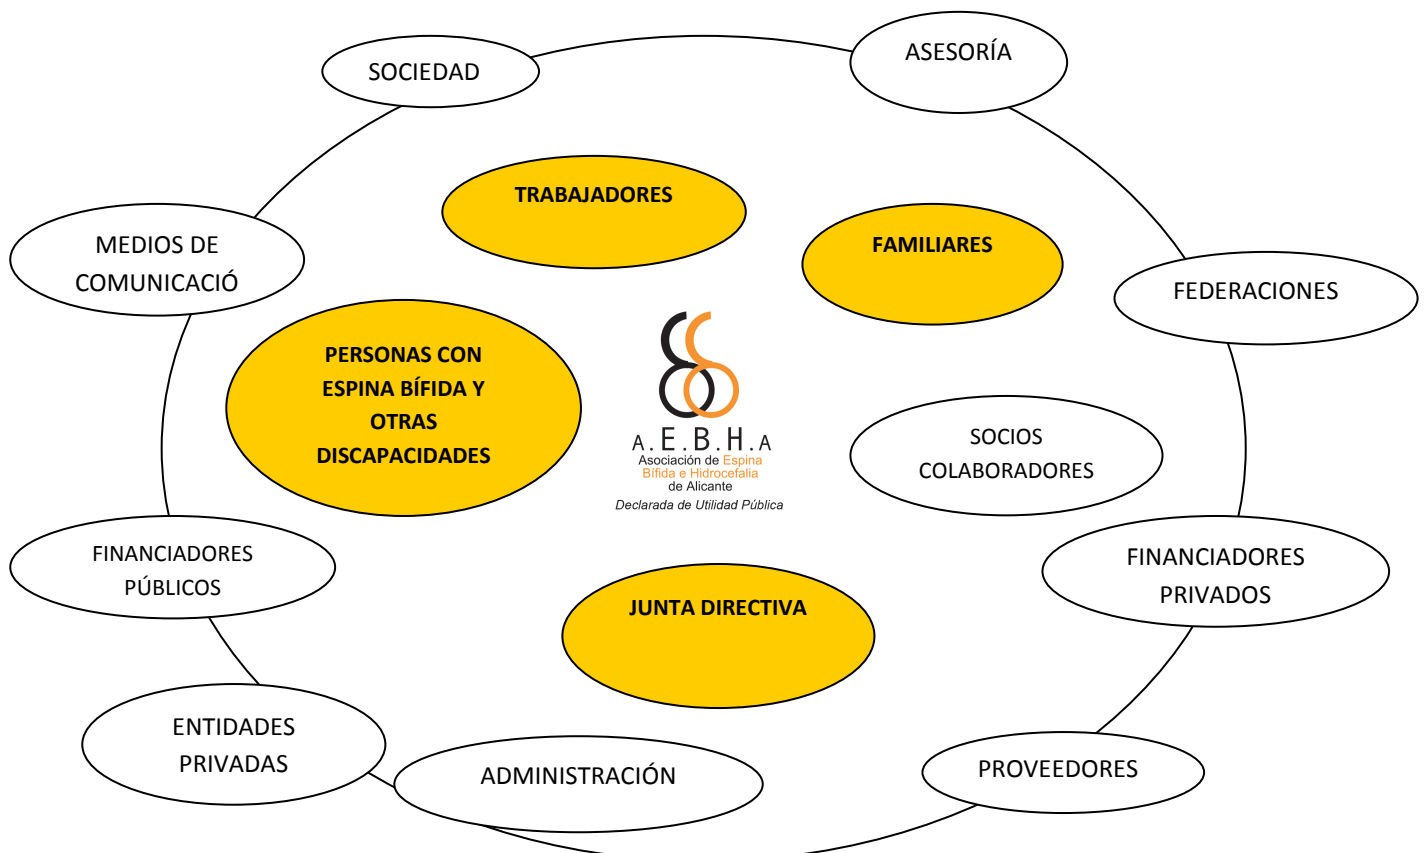 SOCIEDAD
ASESORÍA
TRABAJADORES
FAMILIARES
MEDIOS DE
COMUNICACIÓ
FEDERACIONES
PERSONAS CON
ESPINA BÍFIDA Y
OTRAS
DISCAPACIDADES
A.E.B.H.A
Asociación de Espina
Bífida e Hidrocefalia
de Alicante
Declarada de Utilidad Pública
SOCIOS
COLABORADORES
FINANCIADORES
PÚBLICOS
FINANCIADORES
PRIVADOS
JUNTA DIRECTIVA
ENTIDADES
PRIVADAS
ADMINISTRACIÓN
PROVEEDORES